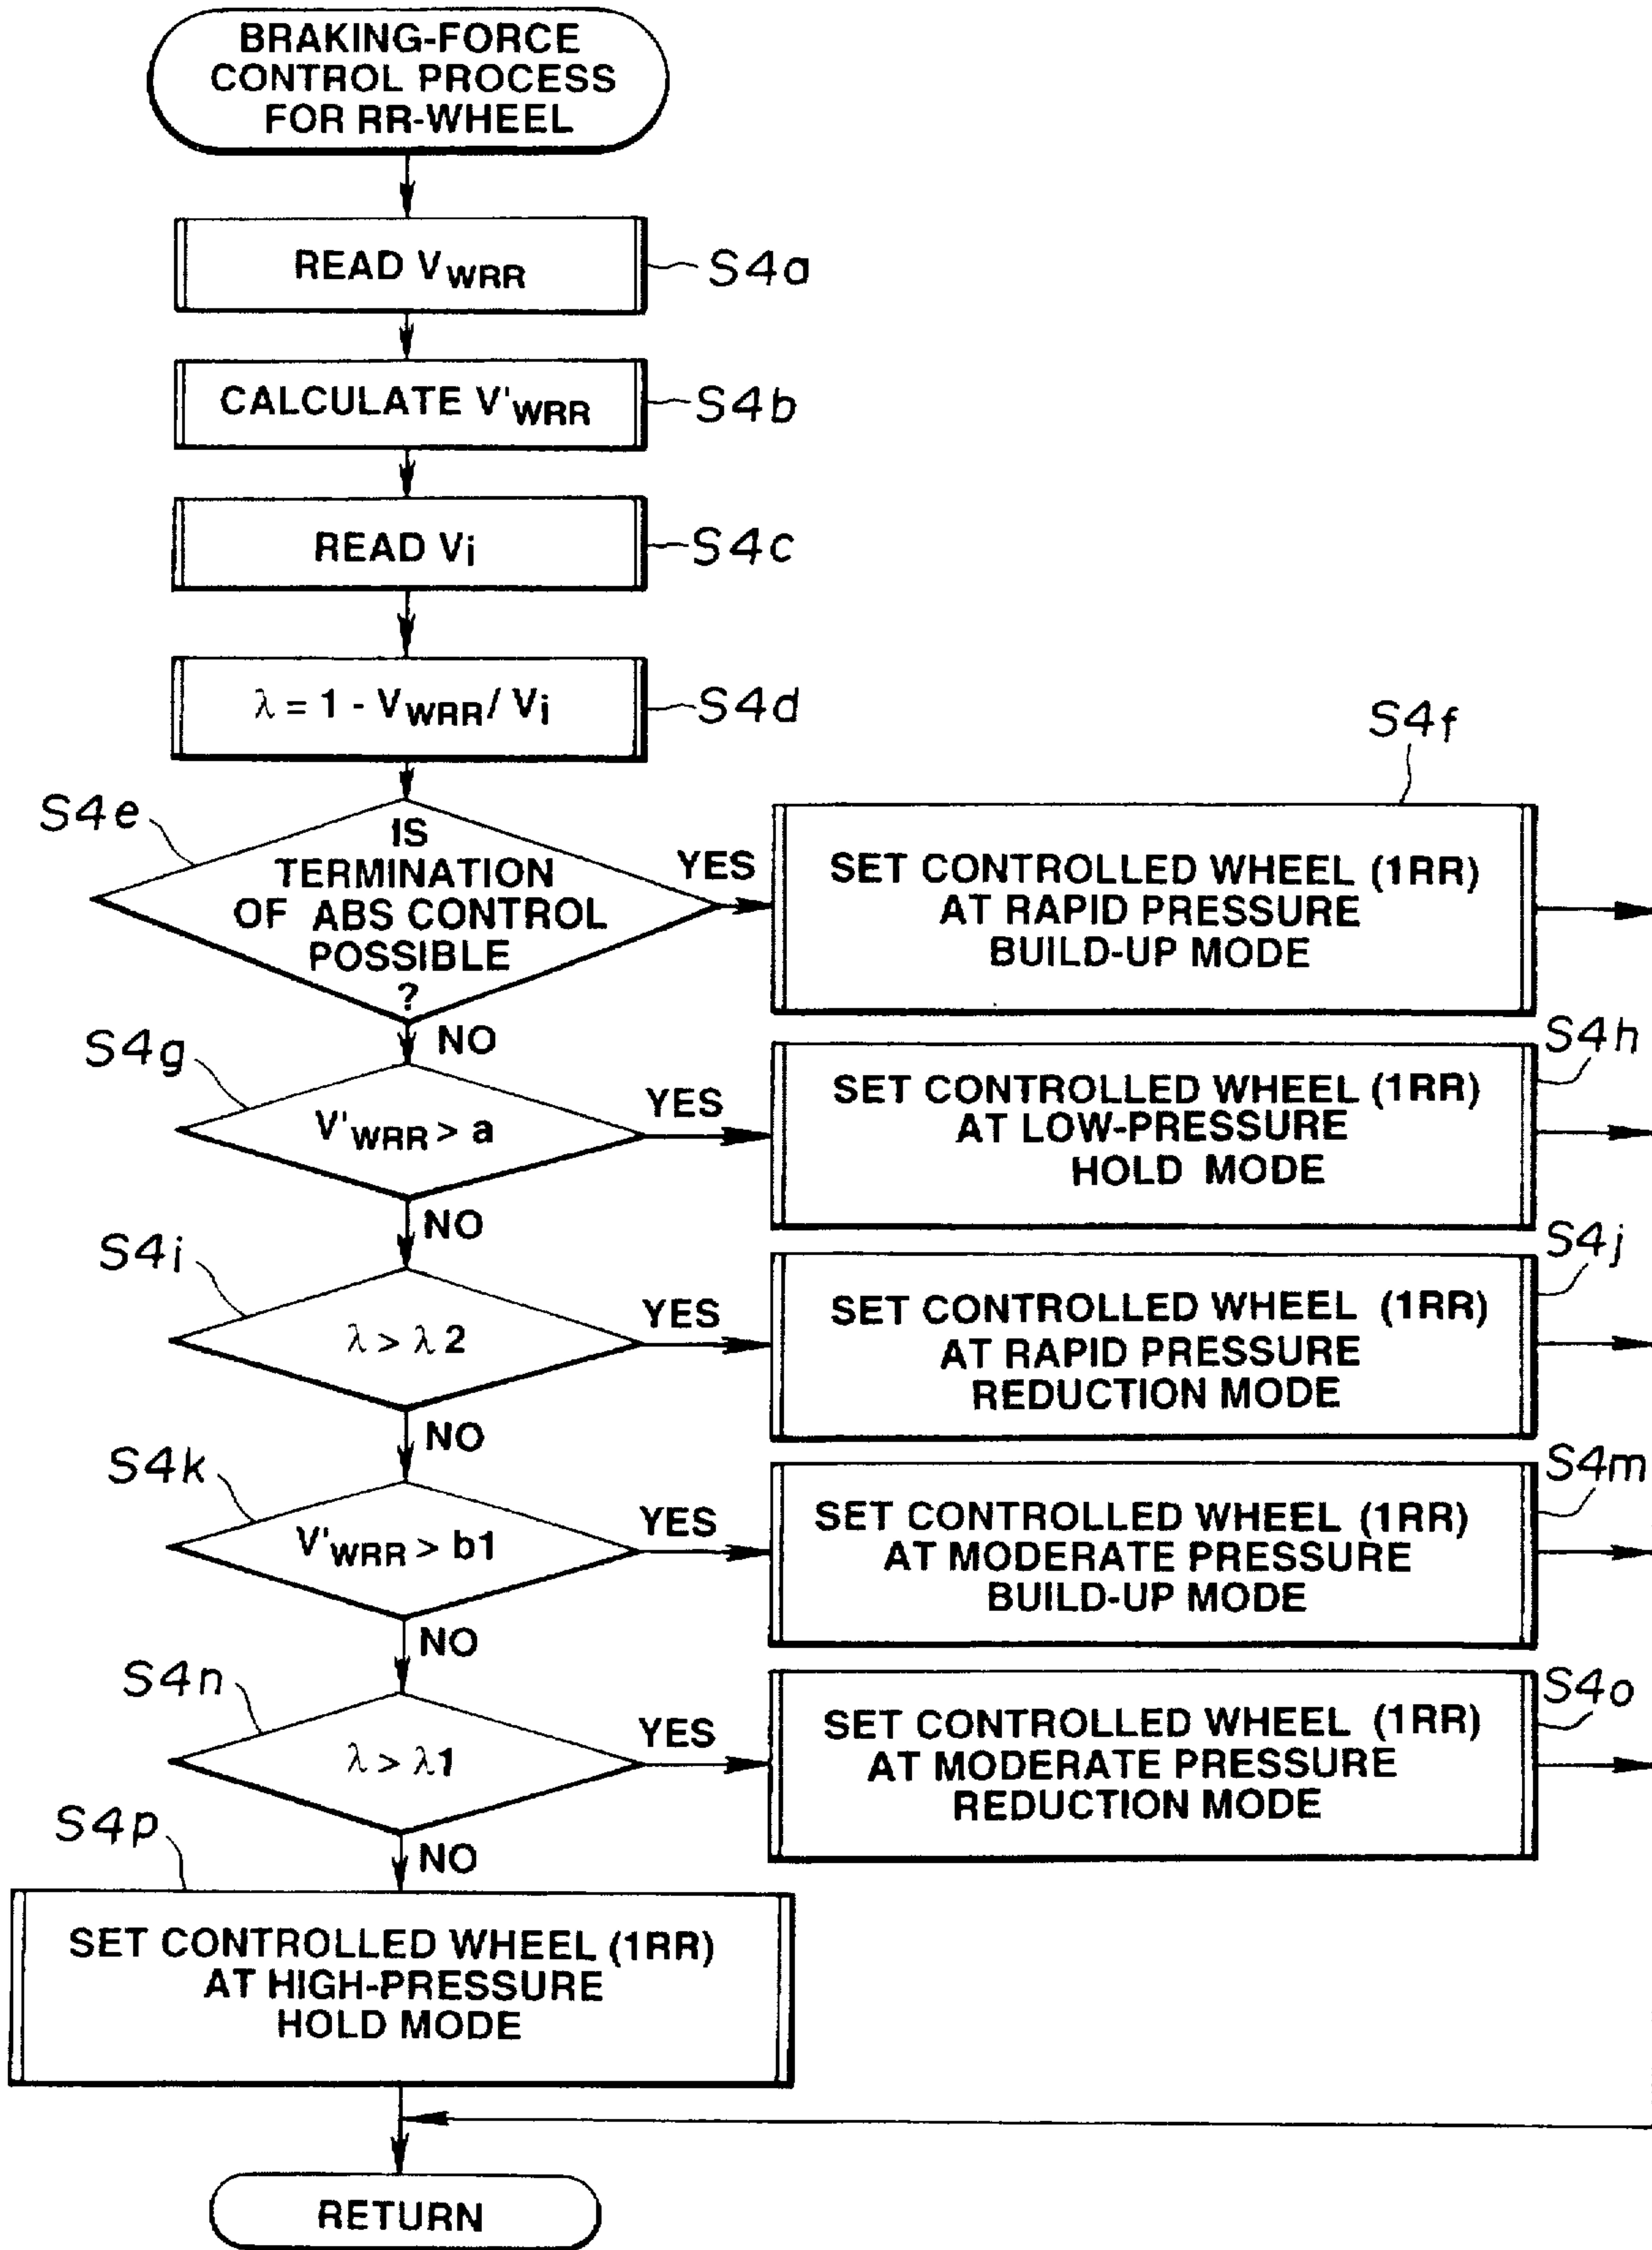 BRAKING-FORCE
CONTROL PROCESS
FOR RR-WHEEL
READ VWRR
S4a
CALCULATE V'WRR
S4b
READ Vi
S4c
λ = 1 - VWRR / Vi
S4d
S4e
IS
TERMINATION
OF ABS CONTROL
POSSIBLE
?
YES
S4f
SET CONTROLLED WHEEL (1RR)
AT RAPID PRESSURE
BUILD-UP MODE
NO
S4g
V'WRR > a
YES
S4h
SET CONTROLLED WHEEL (1RR)
AT LOW-PRESSURE
HOLD MODE
NO
S4i
λ > λ2
YES
S4j
SET CONTROLLED WHEEL (1RR)
AT RAPID PRESSURE
REDUCTION MODE
NO
S4k
V'WRR > b1
YES
S4m
SET CONTROLLED WHEEL (1RR)
AT MODERATE PRESSURE
BUILD-UP MODE
NO
S4n
λ > λ1
YES
S4o
SET CONTROLLED WHEEL (1RR)
AT MODERATE PRESSURE
REDUCTION MODE
NO
S4p
SET CONTROLLED WHEEL (1RR)
AT HIGH-PRESSURE
HOLD MODE
RETURN